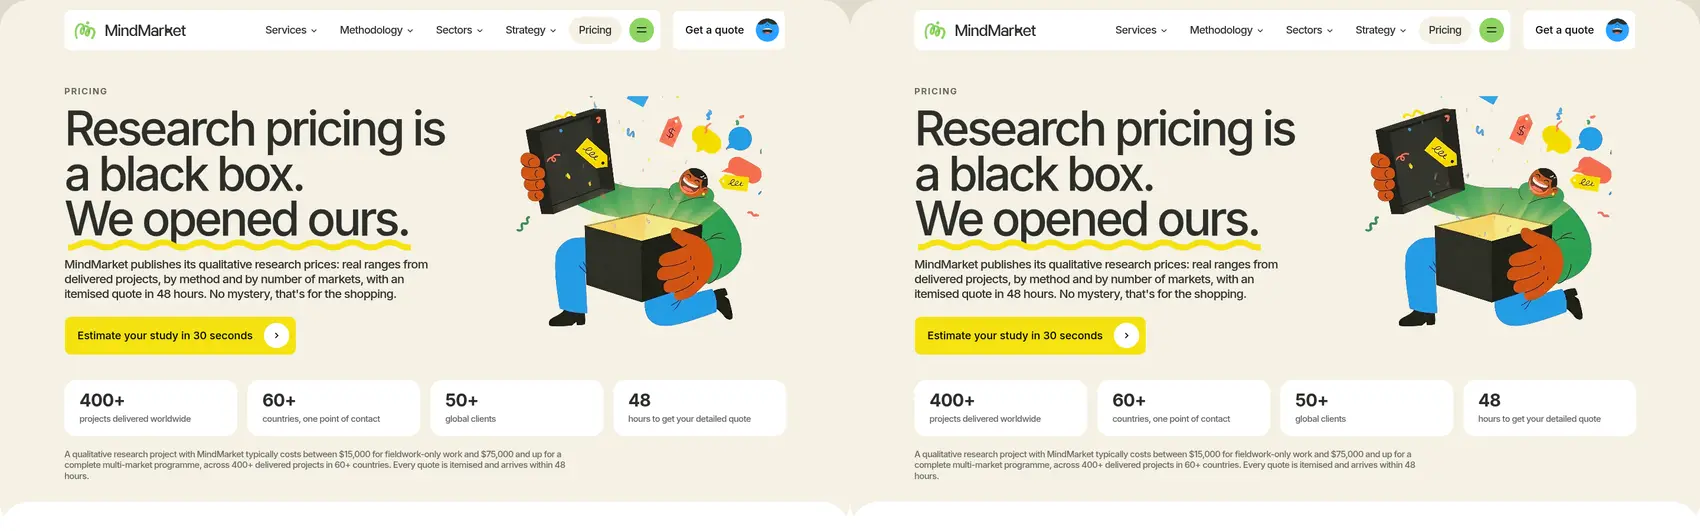 MindMarket Services Methodology Sectors Strategy Pricing Get a quote
PRICING
Research pricing is
a black box.
We opened ours.
MindMarket publishes its qualitative research prices: real ranges from
delivered projects, by method and by number of markets, with an
itemised quote in 48 hours. No mystery, that's for the shopping.
Estimate your study in 30 seconds
400+ 60+ 50+ 48
projects delivered worldwide countries, one point of contact global clients hours to get your detailed quote
A qualitative research project with MindMarket typically costs between $15,000 for fieldwork-only work and $75,000 and up for a
complete multi-market programme, across 400+ delivered projects in 60+ countries. Every quote is itemised and arrives within 48
hours.
$
MindMarket Services Methodology Sectors Strategy Pricing Get a quote
PRICING
Research pricing is
a black box.
We opened ours.
MindMarket publishes its qualitative research prices: real ranges from
delivered projects, by method and by number of markets, with an
itemised quote in 48 hours. No mystery, that's for the shopping.
Estimate your study in 30 seconds
400+ 60+ 50+ 48
projects delivered worldwide countries, one point of contact global clients hours to get your detailed quote
A qualitative research project with MindMarket typically costs between $15,000 for fieldwork-only work and $75,000 and up for a
complete multi-market programme, across 400+ delivered projects in 60+ countries. Every quote is itemised and arrives within 48
hours.
$